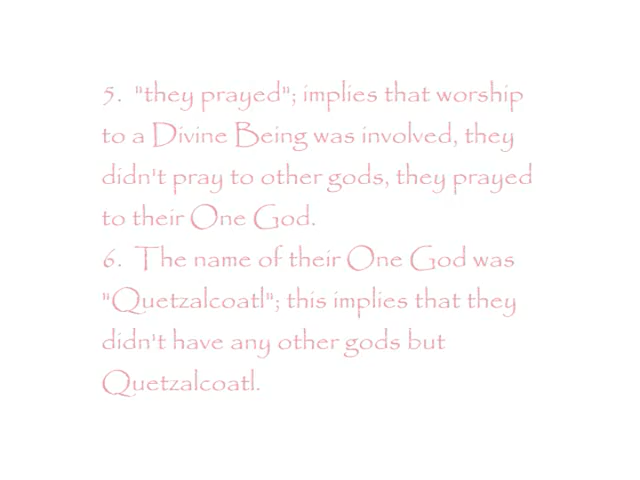 5.  "they prayed"; implies that worship
to a Divine Being was involved, they
didn't pray to other gods, they prayed
to their One God.
6.  The name of their One God was
"Quetzalcoatl"; this implies that they
didn't have any other gods but
Quetzalcoatl.